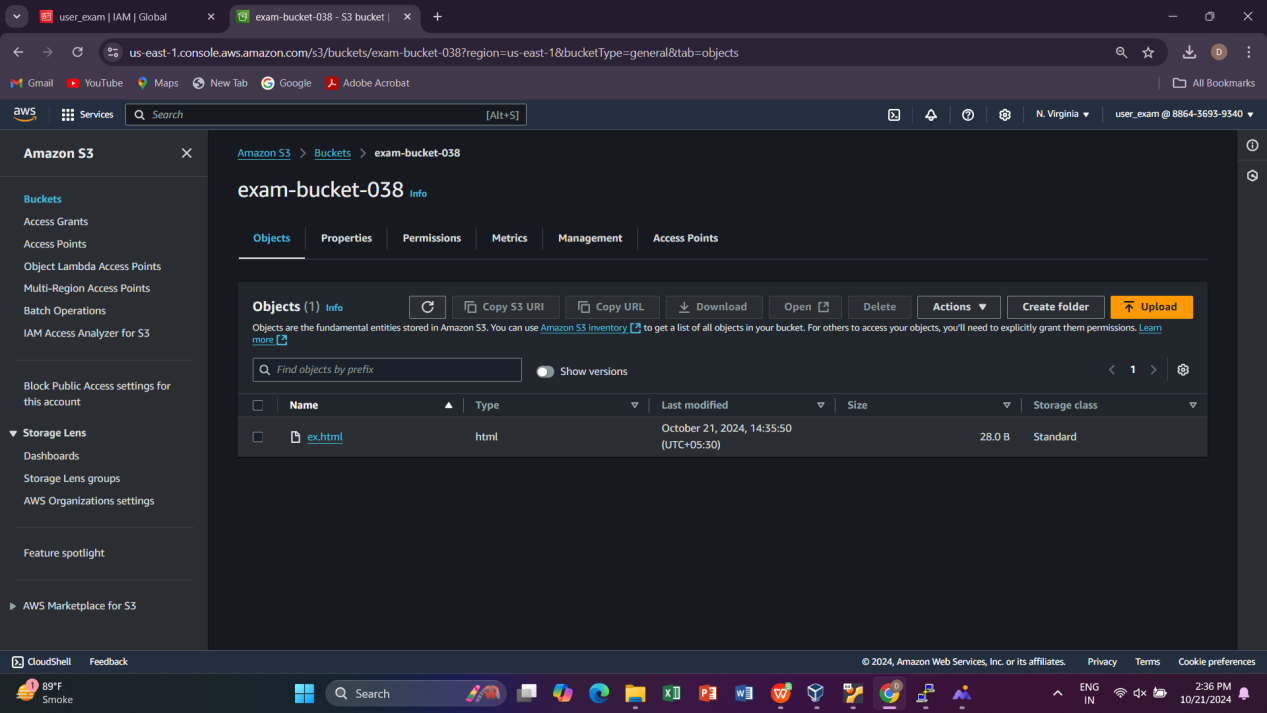 user_exam | IAM | Global
exam-bucket-038 - S3 bucket |
us-east-1.console.aws.amazon.com/s3/buckets/exam-bucket-038?region=us-east-1&bucketType=general&tab=objects
D
Gmail
YouTube
Maps
New Tab
Google
Adobe Acrobat
All Bookmarks
aws
Services
Search
[Alt+S]
N. Virginia
user_exam @ 8864-3693-9340
Amazon S3
Buckets
Access Grants
Access Points
Object Lambda Access Points
Multi-Region Access Points
Batch Operations
IAM Access Analyzer for S3
Block Public Access settings for
this account
Storage Lens
Dashboards
Storage Lens groups
AWS Organizations settings
Feature spotlight
AWS Marketplace for S3
Amazon S3 > Buckets > exam-bucket-038
exam-bucket-038 Info
Objects
Properties
Permissions
Metrics
Management
Access Points
Objects (1) Info
Copy S3 URI
Copy URL
Download
Open
Delete
Actions
Create folder
Upload
Objects are the fundamental entities stored in Amazon S3. You can use Amazon S3 inventory to get a list of all objects in your bucket. For others to access your objects, you'll need to explicitly grant them permissions. Learn
more
Find objects by prefix
Show versions
1
Name
Type
Last modified
Size
Storage class
ex.html
html
October 21, 2024, 14:35:50
(UTC+05:30)
28.0 B
Standard
CloudShell
Feedback
© 2024, Amazon Web Services, Inc. or its affiliates.
Privacy
Terms
Cookie preferences
1
89°F
Smoke
Search
D
ENG
IN
2:36 PM
10/21/2024